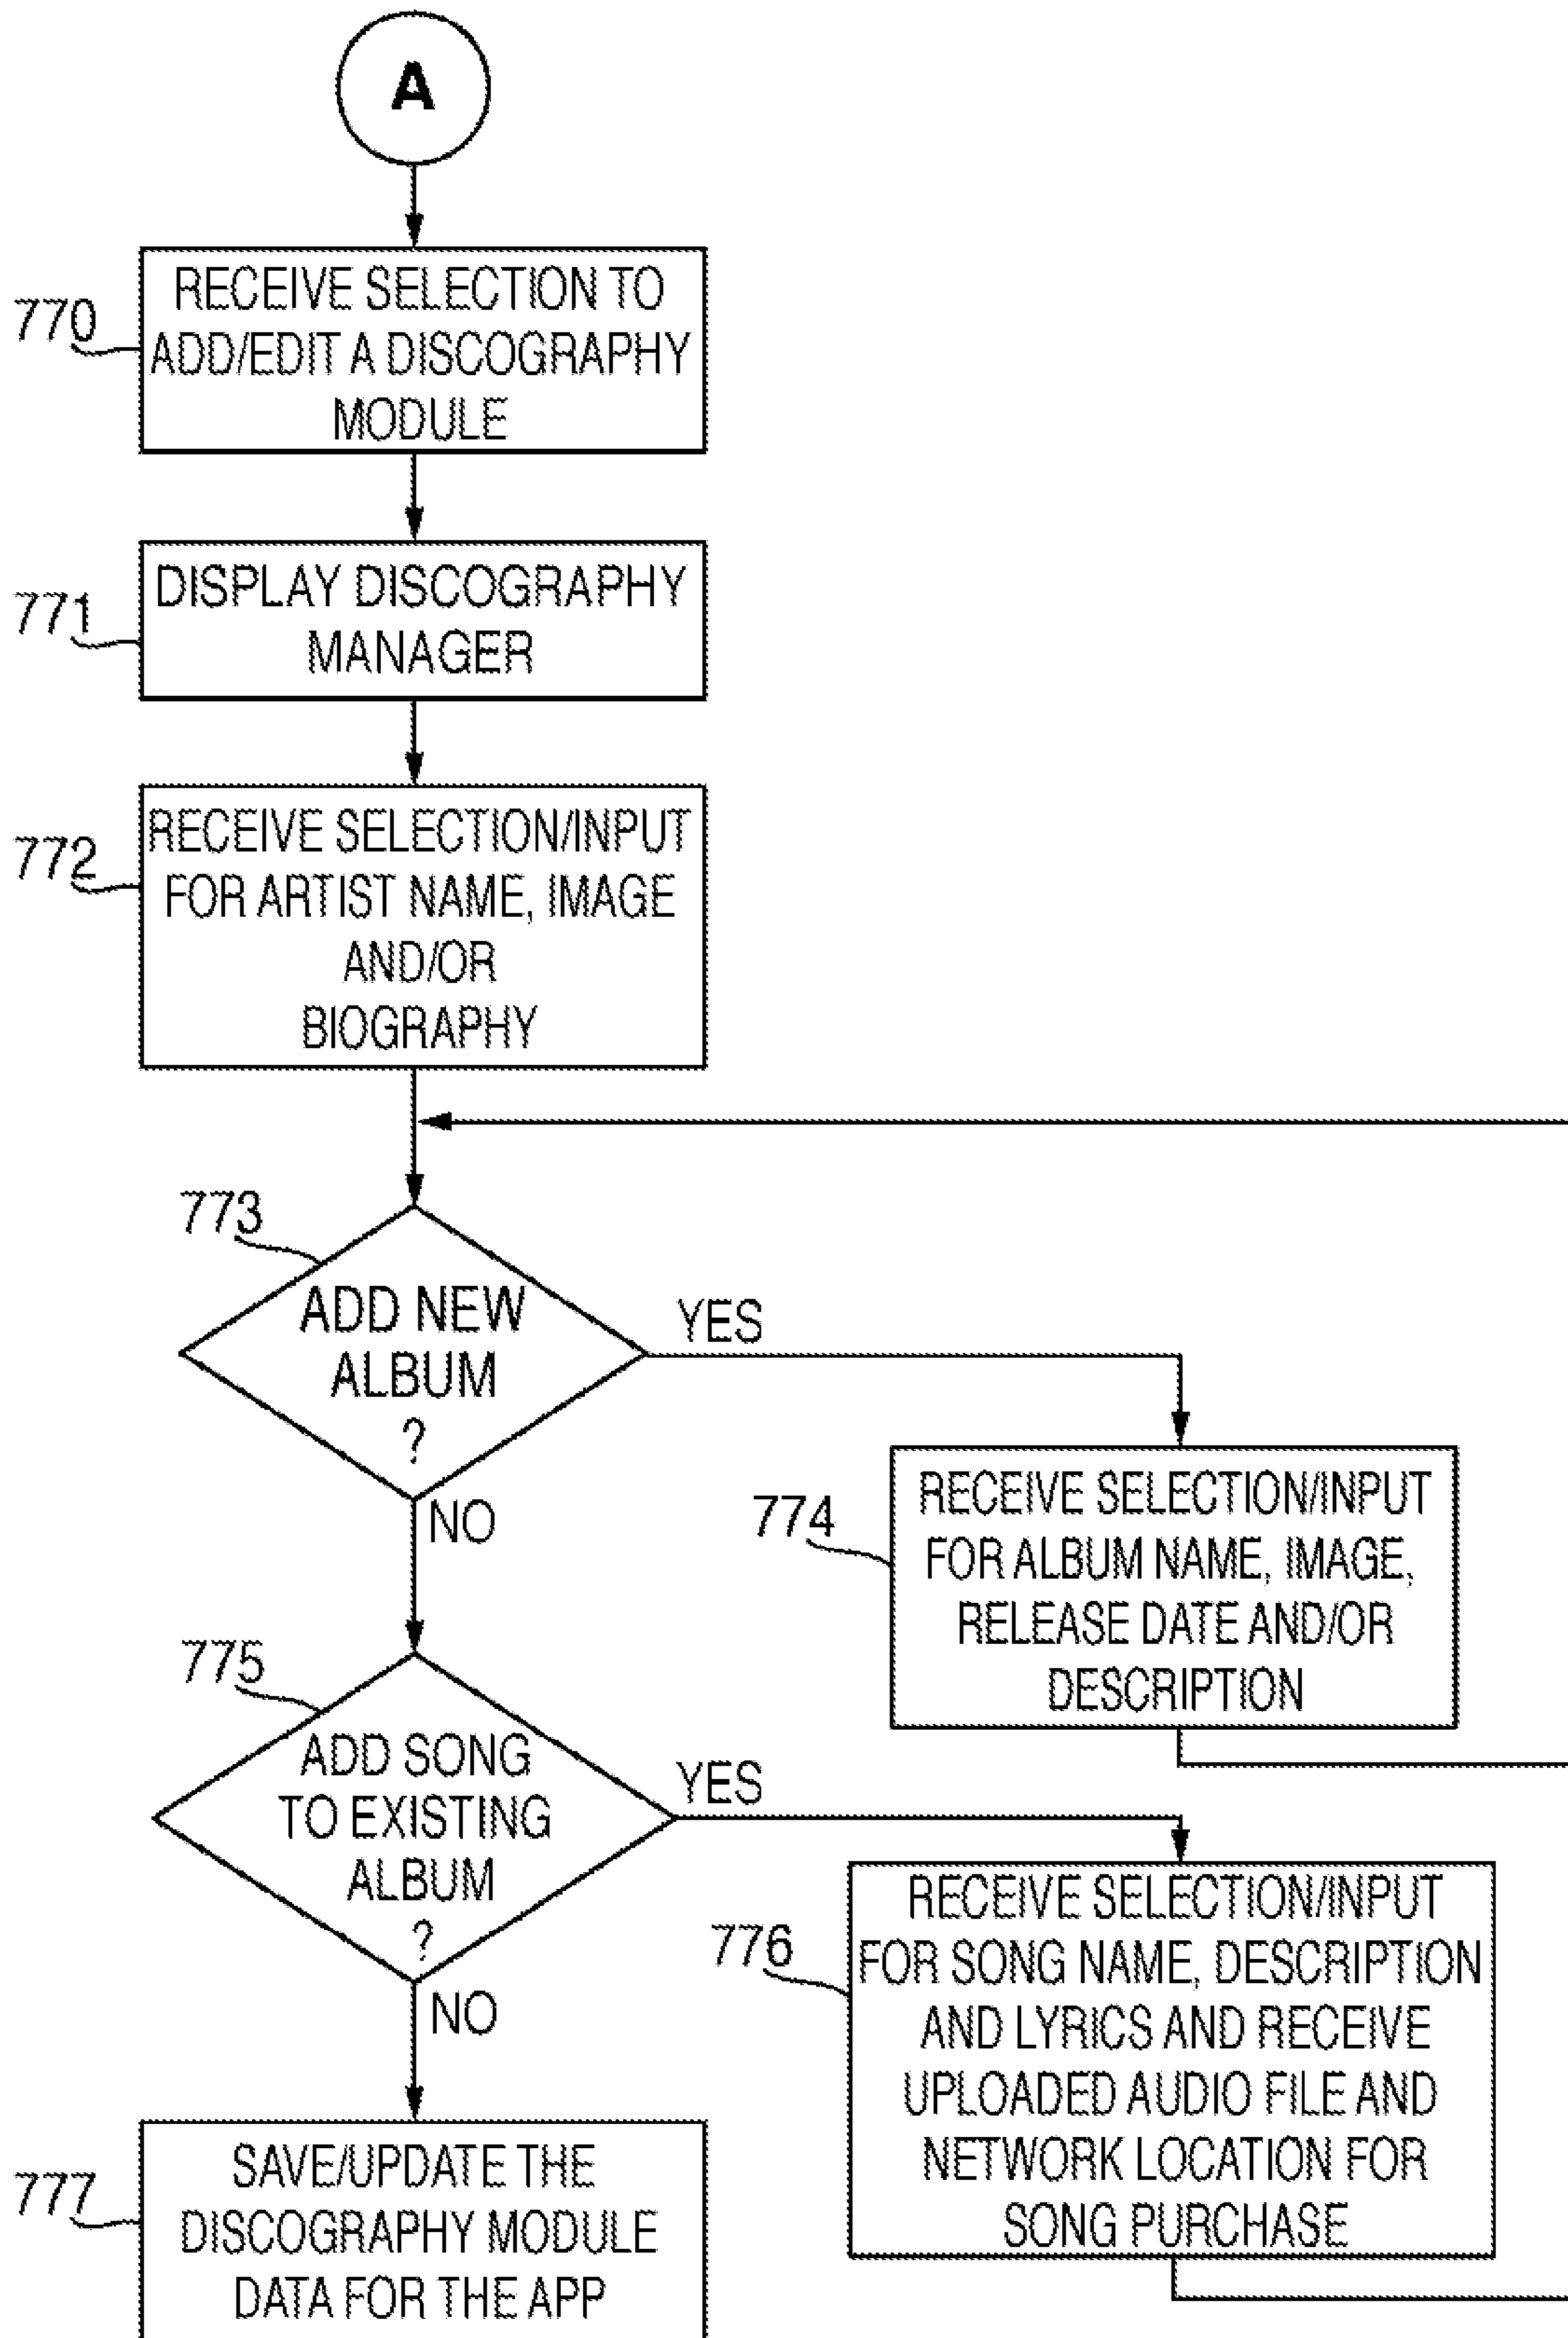 A
770
RECEIVE SELECTION TO
ADD/EDIT A DISCOGRAPHY
MODULE
771
DISPLAY DISCOGRAPHY
MANAGER
772
RECEIVE SELECTION/INPUT
FOR ARTIST NAME, IMAGE
AND/OR
BIOGRAPHY
773
ADD NEW
ALBUM
?
YES
NO
774
RECEIVE SELECTION/INPUT
FOR ALBUM NAME, IMAGE,
RELEASE DATE AND/OR
DESCRIPTION
775
ADD SONG
TO EXISTING
ALBUM
?
YES
NO
776
RECEIVE SELECTION/INPUT
FOR SONG NAME, DESCRIPTION
AND LYRICS AND RECEIVE
UPLOADED AUDIO FILE AND
NETWORK LOCATION FOR
SONG PURCHASE
777
SAVE/UPDATE THE
DISCOGRAPHY MODULE
DATA FOR THE APP